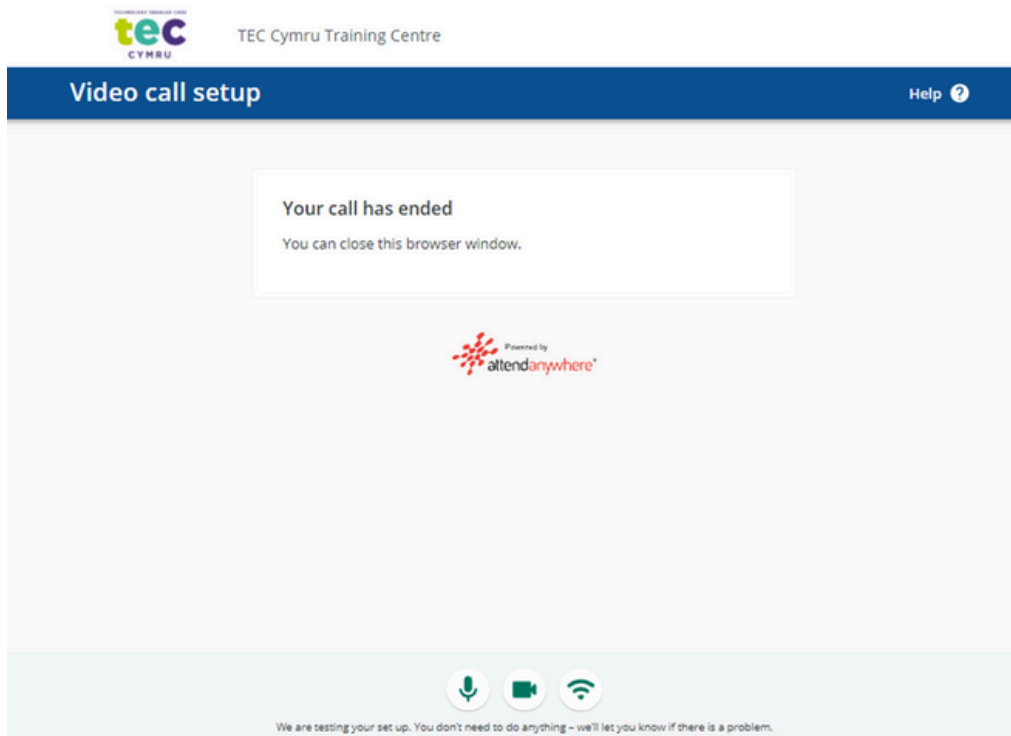 TECHNOLOGY ENABLED CARE
tec
CYMRU
TEC Cymru Training Centre
Video call setup
Help ?
Your call has ended
You can close this browser window.
Powered by
attendanywhere
We are testing your set up. You don't need to do anything – we'll let you know if there is a problem.